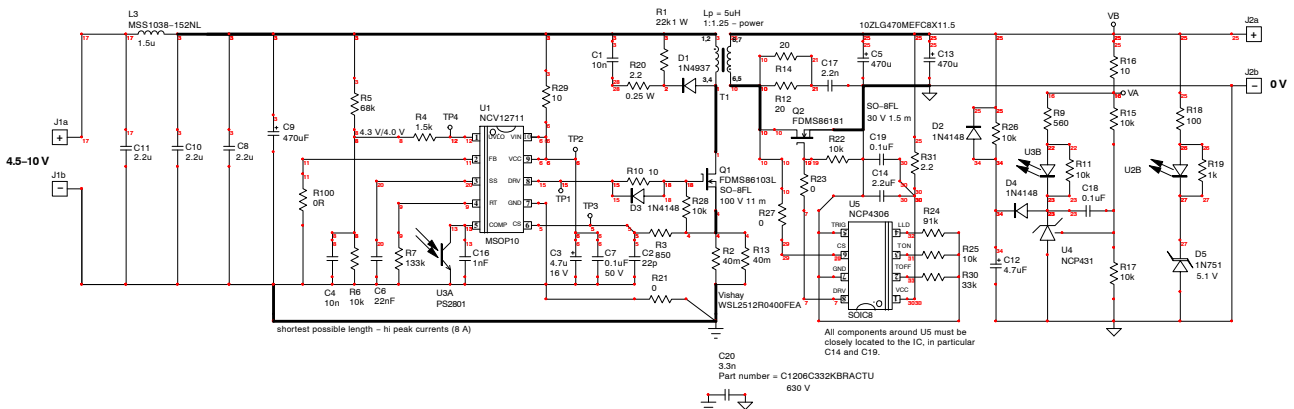 L3
MSS1038-152NL
1.5u
J1a
+
4.5–10 V
J1b
–
C11
2.2u
C10
2.2u
C8
2.2u
C9
470uF
R5
68k
4.3 V/4.0 V
R4
1.5k
TP4
R100
0R
C4
10n
R6
10k
C6
22nF
R7
133k
U3A
PS2801
C16
1nF
U1
NCV12711
UVLO
VIN
FB
VCC
SS
DRV
RT
GND
COMP
CS
MSOP10
R29
10
TP2
TP1
TP3
C3
4.7u
16 V
C7
0.1uF
50 V
C2
22p
R21
0
R3
850
R10
10
D3
1N4148
R28
10k
C1
10n
R20
2.2
0.25 W
R1
22k1 W
D1
1N4937
Lp = 5uH
1:1.25 – power
1,2
3,4
6,7
6,5
T1
Q1
FDMS86103L
SO-8FL
100 V 11 m
R2
40m
R13
40m
Vishay
WSL2512R0400FEA
shortest possible length – hi peak currents (8 A)
20
R14
R12
20
C17
2.2n
10ZLG470MEFC8X11.5
C5
470u
C13
470u
Q2
FDMS86181
SO-8FL
30 V 1.5 m
R22
10k
C19
0.1uF
C14
2.2uF
R23
0
R27
0
R31
2.2
U5
NCP4306
TRIG
LLD
CS
TON
GND
TOFF
DRV
VCC
SOIC8
R24
91k
R25
10k
R30
33k
All components around U5 must be
closely located to the IC, in particular
C14 and C19.
D2
1N4148
R26
10k
D4
1N4148
C12
4.7uF
R9
560
U3B
R11
10k
C18
0.1uF
U4
NCP431
VB
R16
10
VA
R15
10k
R17
10k
R18
100
U2B
R19
1k
D5
1N751
5.1 V
J2a
+
J2b
–
0 V
C20
3.3n
Part number = C1206C332KBRACTU
630 V